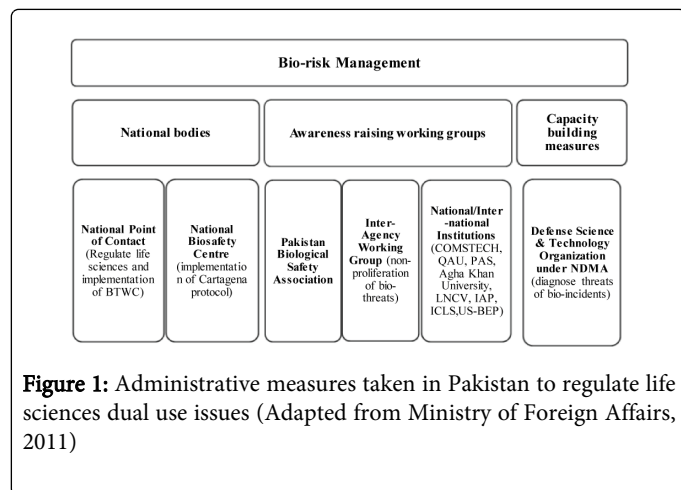 Bio-risk Management
National bodies
Awareness raising working groups
Capacity
building
measures
National Point
of Contact
(Regulate life
sciences and
implementation
of BTWC)
National
Biosafety
Centre
(implementatio
n of Cartagena
protocol)
Pakistan
Biological
Safety
Association
Inter-
Agency
Working
Group (non-
proliferation
of bio-
threats)
National/Inter
-national
Institutions
(COMSTECH,
QAU, PAS,
Agha Khan
University,
LNCV, IAP,
ICLS,US-BEP)
Defense Science
& Technology
Organization
under NDMA
(diagnose threats
of bio-incidents)
Figure 1: Administrative measures taken in Pakistan to regulate life
sciences dual use issues (Adapted from Ministry of Foreign Affairs,
2011)